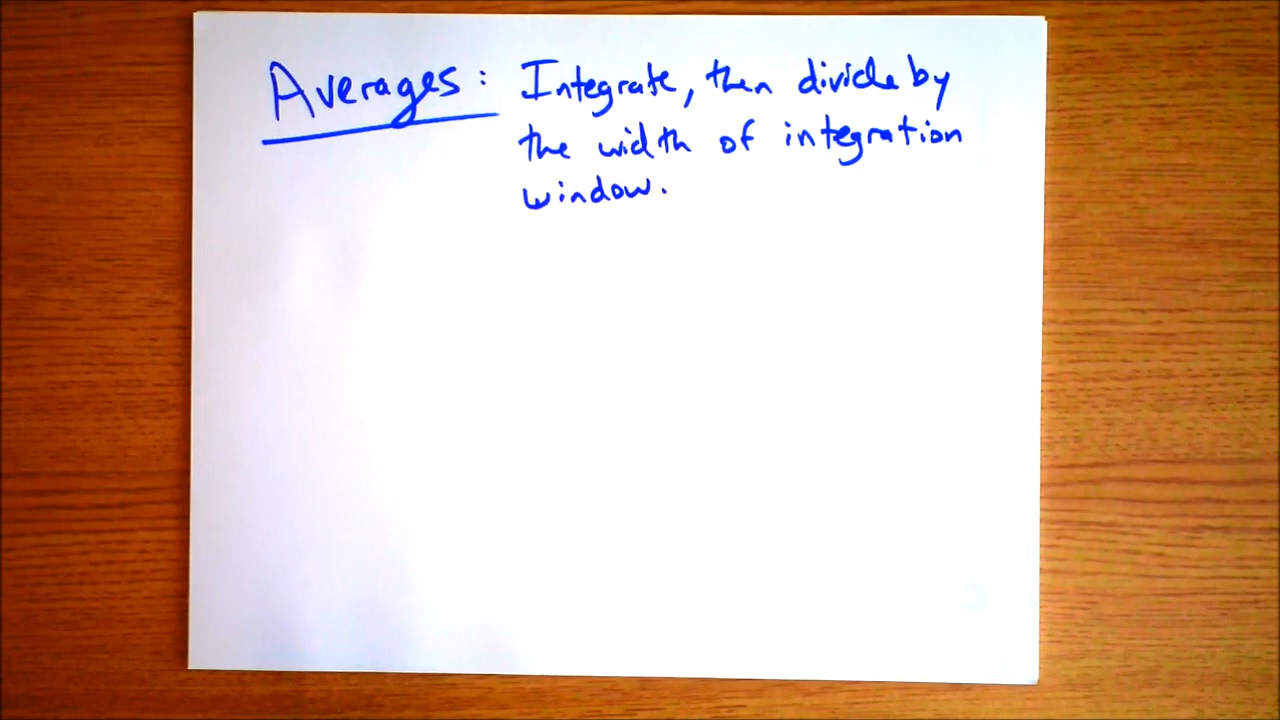 Averages: Integrate, then divide by
the width of integration
window.